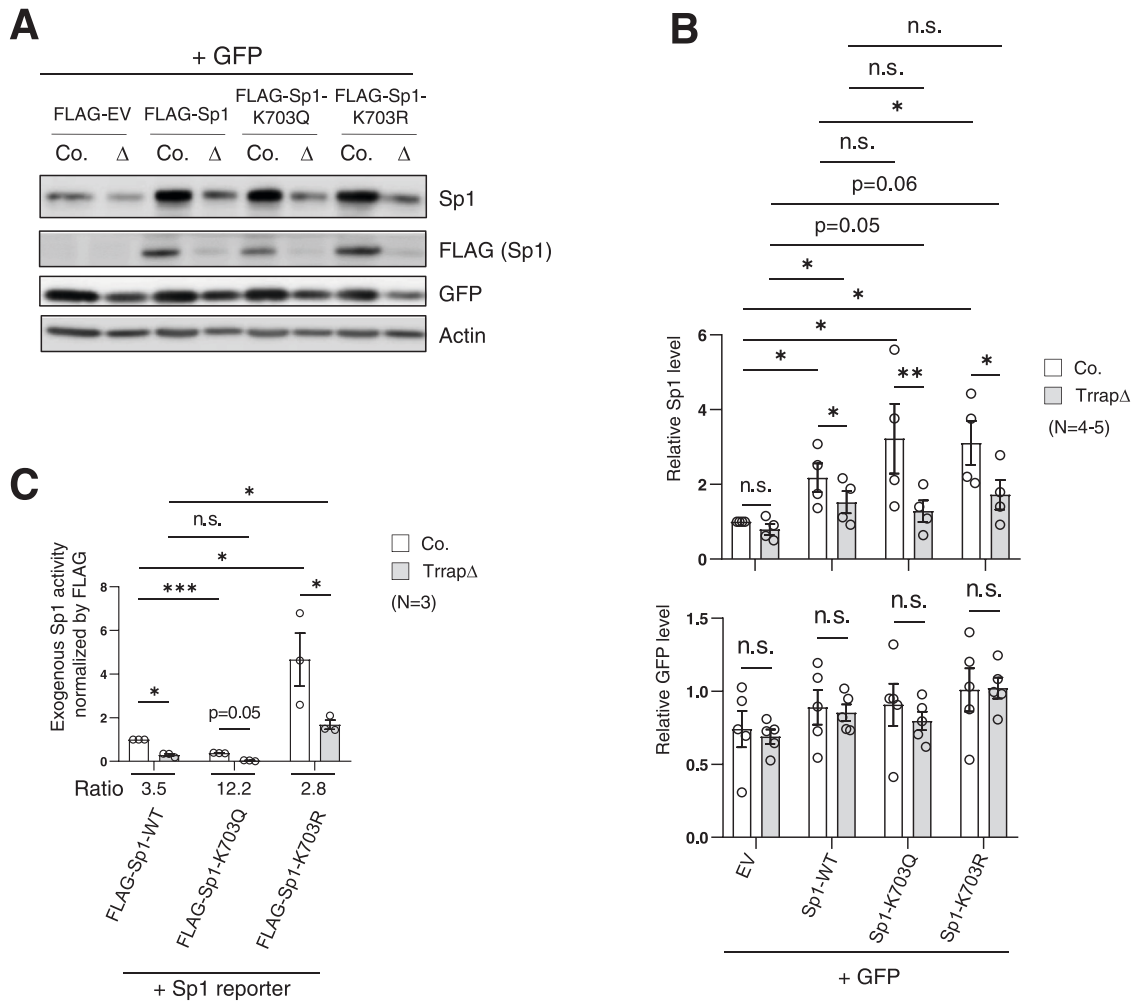 A
+ GFP
FLAG-EV FLAG-Sp1 FLAG-Sp1-K703Q FLAG-Sp1-K703R
Co. Δ Co. Δ Co. Δ Co. Δ
Sp1
FLAG (Sp1)
GFP
Actin
B
n.s.
n.s.
*
n.s.
p=0.06
p=0.05
*
*
*
*
Relative Sp1 level
6
4
2
0
n.s.
*
**
*
Co.
TrrapΔ
(N=4-5)
Relative GFP level
1.5
1.0
0.5
0.0
n.s.
n.s.
n.s.
n.s.
EV
Sp1-WT
Sp1-K703Q
Sp1-K703R
+ GFP
C
*
n.s.
*
***
*
p=0.05
*
Exogenous Sp1 activity
normalized by FLAG
8
6
4
2
0
Co.
TrrapΔ
(N=3)
Ratio 3.5 12.2 2.8
FLAG-Sp1-WT
FLAG-Sp1-K703Q
FLAG-Sp1-K703R
+ Sp1 reporter